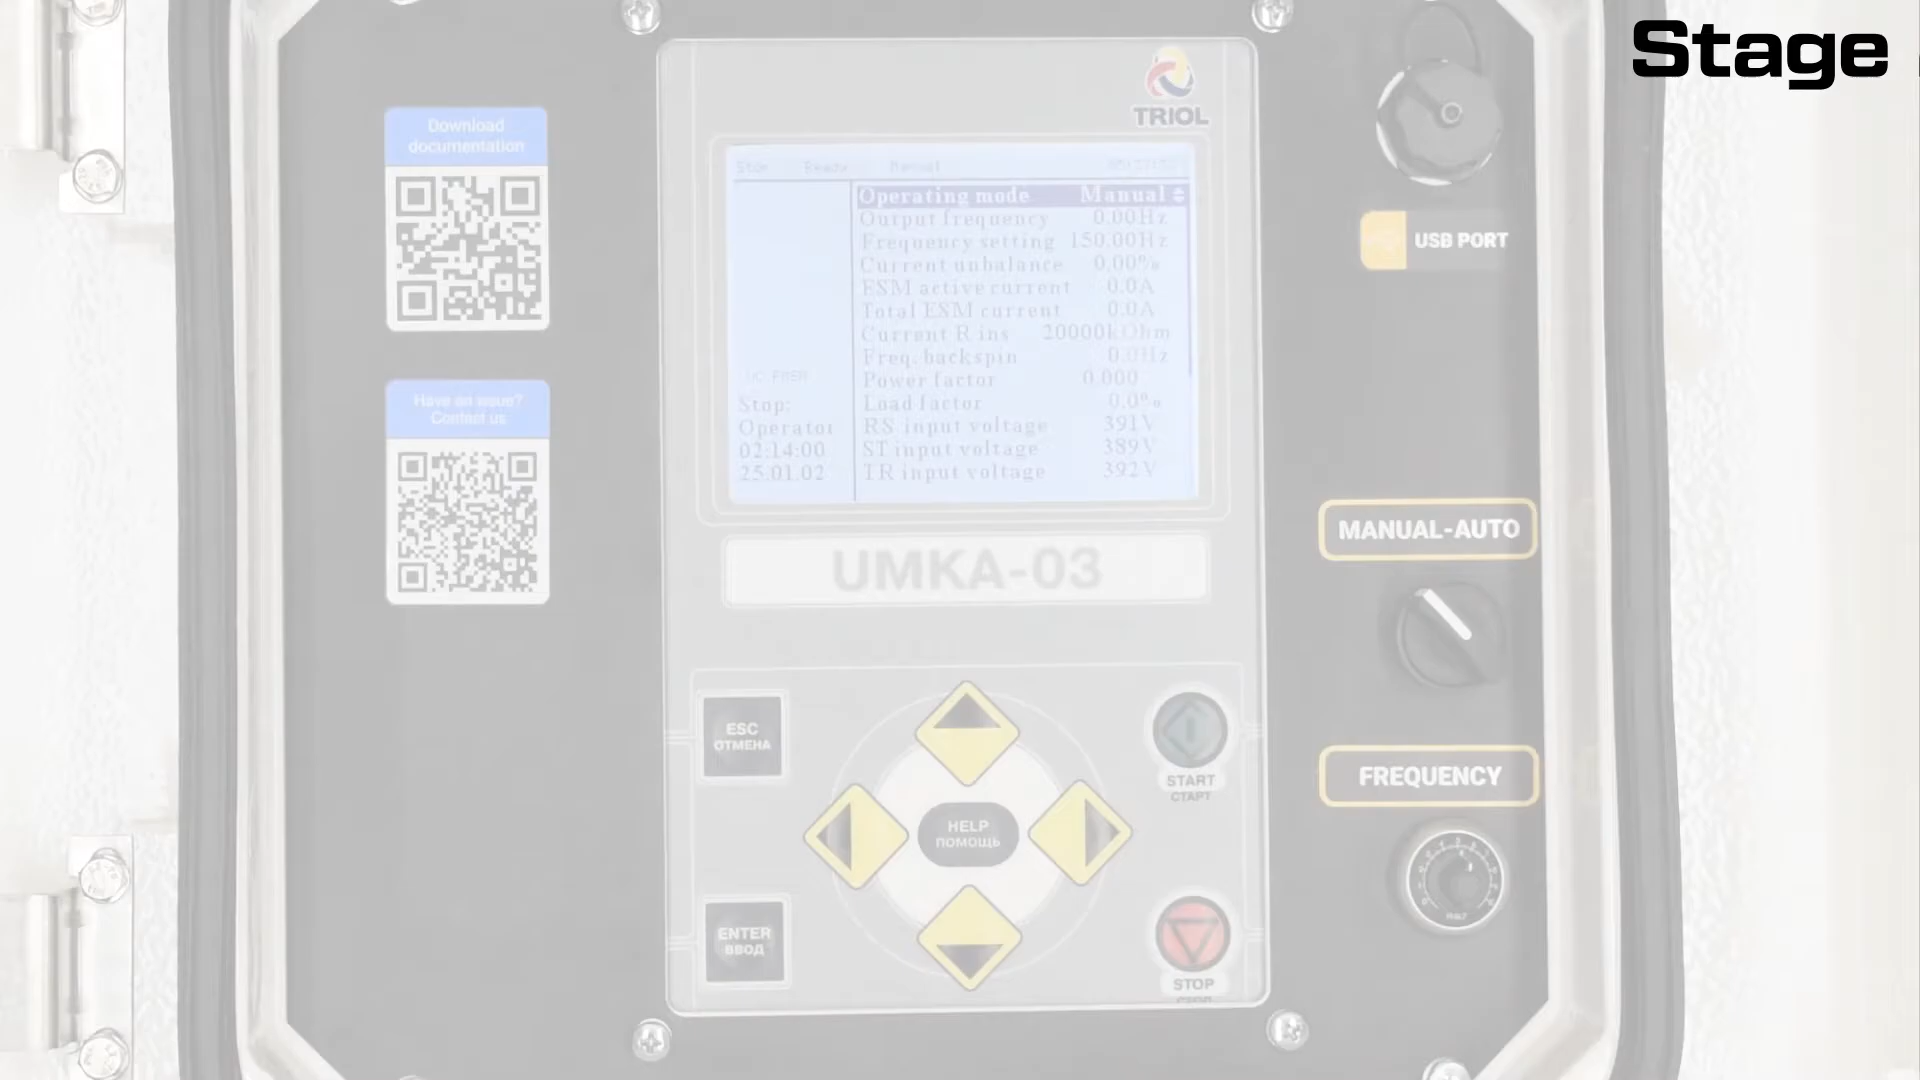 Stage
TRIOL
Download
documentation
Stop Ready Manual
Operating mode Manual
Output frequency 0.00Hz
Frequency setting 150.00Hz
Current unbalance 0.00%
ESM active current 0.0A
Total ESM current 0.0A
Current R ins 20000kOhm
Freq. backspin 0.0Hz
Power factor 0.000
Load factor 0.0%
RS input voltage 391V
ST input voltage 389V
TR input voltage 392V
Stop:
Operator
02:14:00
25.01.02
USB PORT
Have an issue?
Contact us
UMKA-03
MANUAL-AUTO
ESC
ОТМЕНА
START
СТАРТ
HELP
ПОМОЩЬ
FREQUENCY
ENTER
ВВОД
STOP